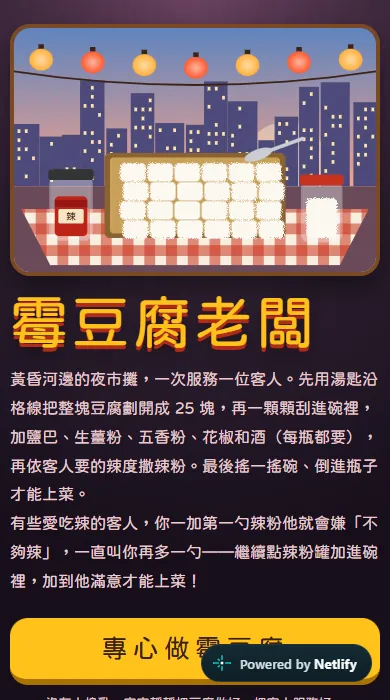 辣
霉豆腐老闆
黃昏河邊的夜市攤，一次服務一位客人。先用湯匙沿
格線把整塊豆腐劃開成 25 塊，再一顆顆刮進碗裡，
加鹽巴、生薑粉、五香粉、花椒和酒（每瓶都要），
再依客人要的辣度撒辣粉。最後搖一搖碗、倒進瓶子
才能上菜。
有些愛吃辣的客人，你一加第一勺辣粉他就會嫌「不
夠辣」，一直叫你再多一勺——繼續點辣粉罐加進碗
裡，加到他滿意才能上菜！
專心做霉豆腐
Powered by Netlify